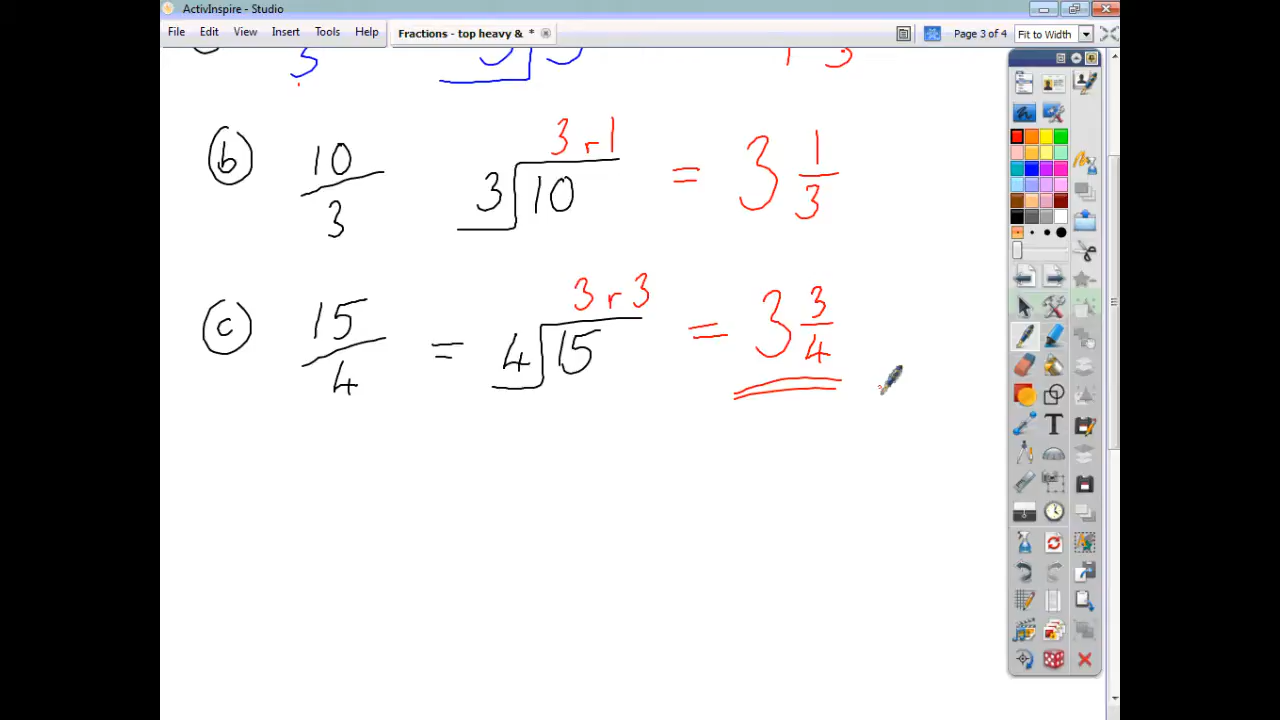 ActivInspire - Studio
File Edit View Insert Tools Help Fractions - top heavy & * Page 3 of 4 Fit to Width
b 10/3 3 r 1 3 10 = 3 1/3
c 15/4 = 3 r 3 4 15 = 3 3/4